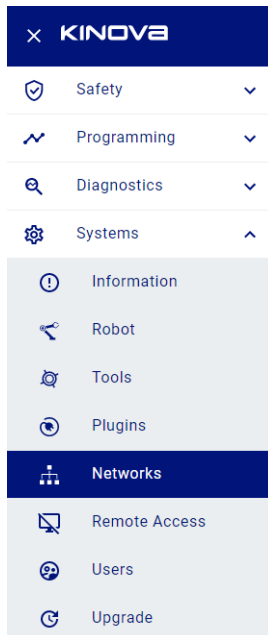 KINOVA
Safety
Programming
Diagnostics
Systems
Information
Robot
Tools
Plugins
Networks
Remote Access
Users
Upgrade